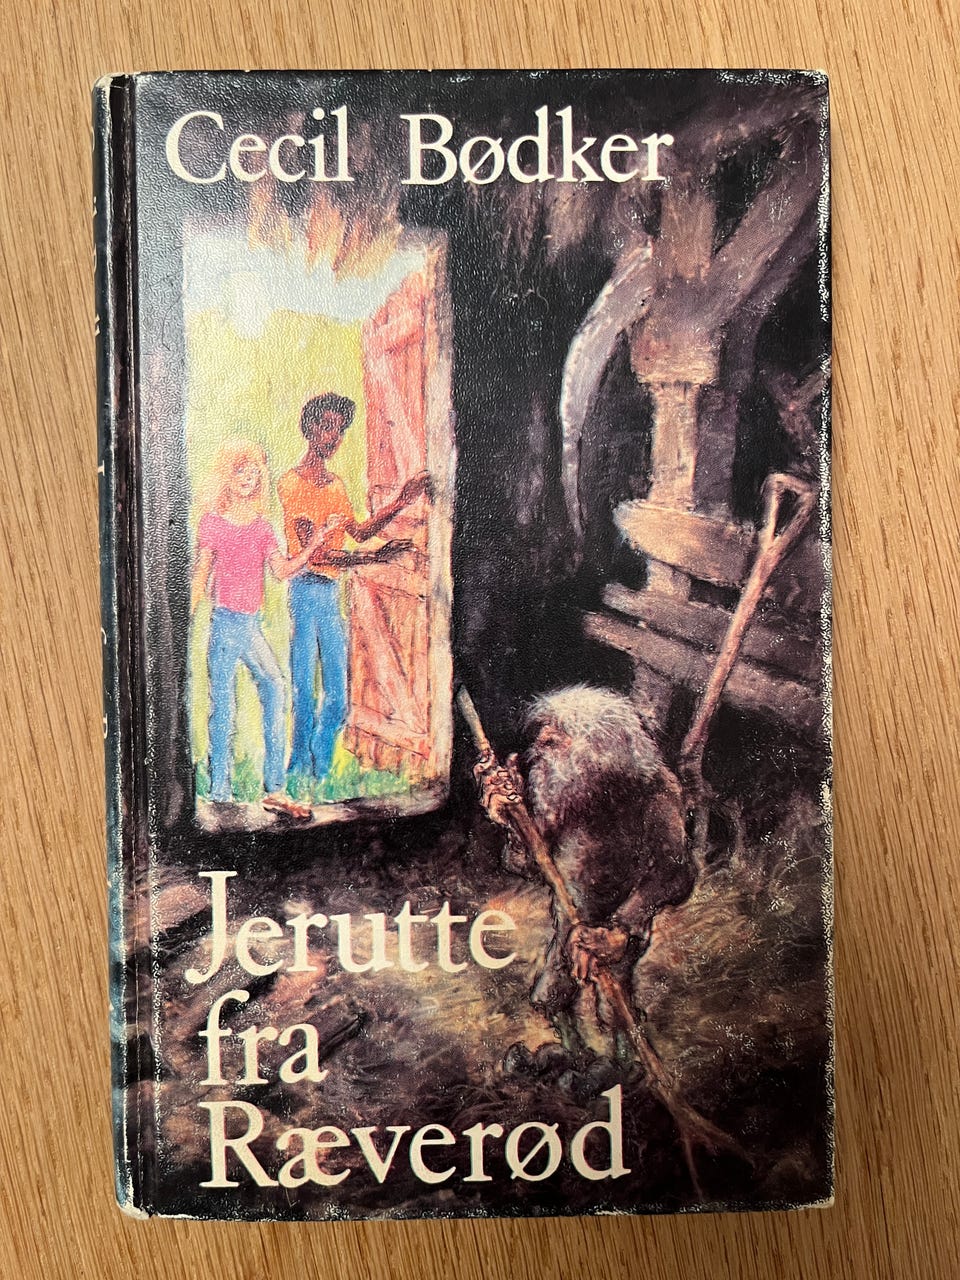 Cecil Bødker
Jerutte
fra
Ræverød